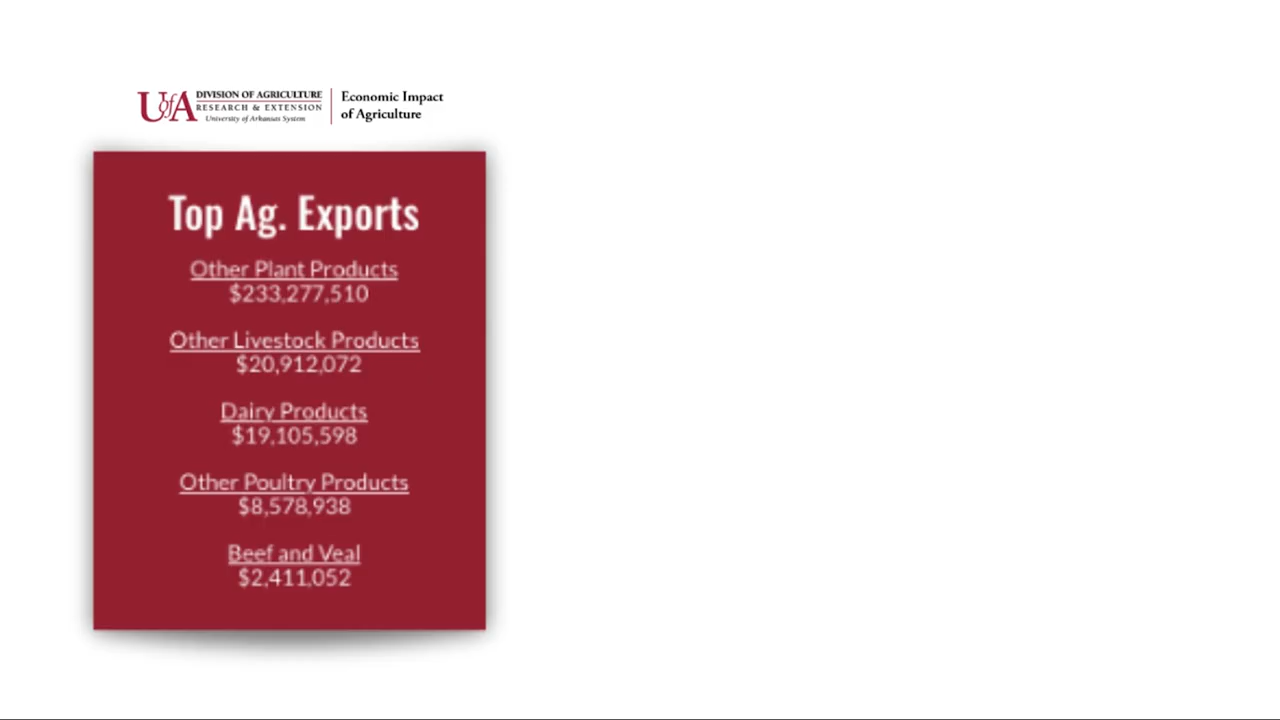 UofA
DIVISION OF AGRICULTURE
RESEARCH & EXTENSION
University of Arkansas System
Economic Impact
of Agriculture
Top Ag. Exports
Other Plant Products
$233,277,510
Other Livestock Products
$20,912,072
Dairy Products
$19,105,598
Other Poultry Products
$8,578,938
Beef and Veal
$2,411,052